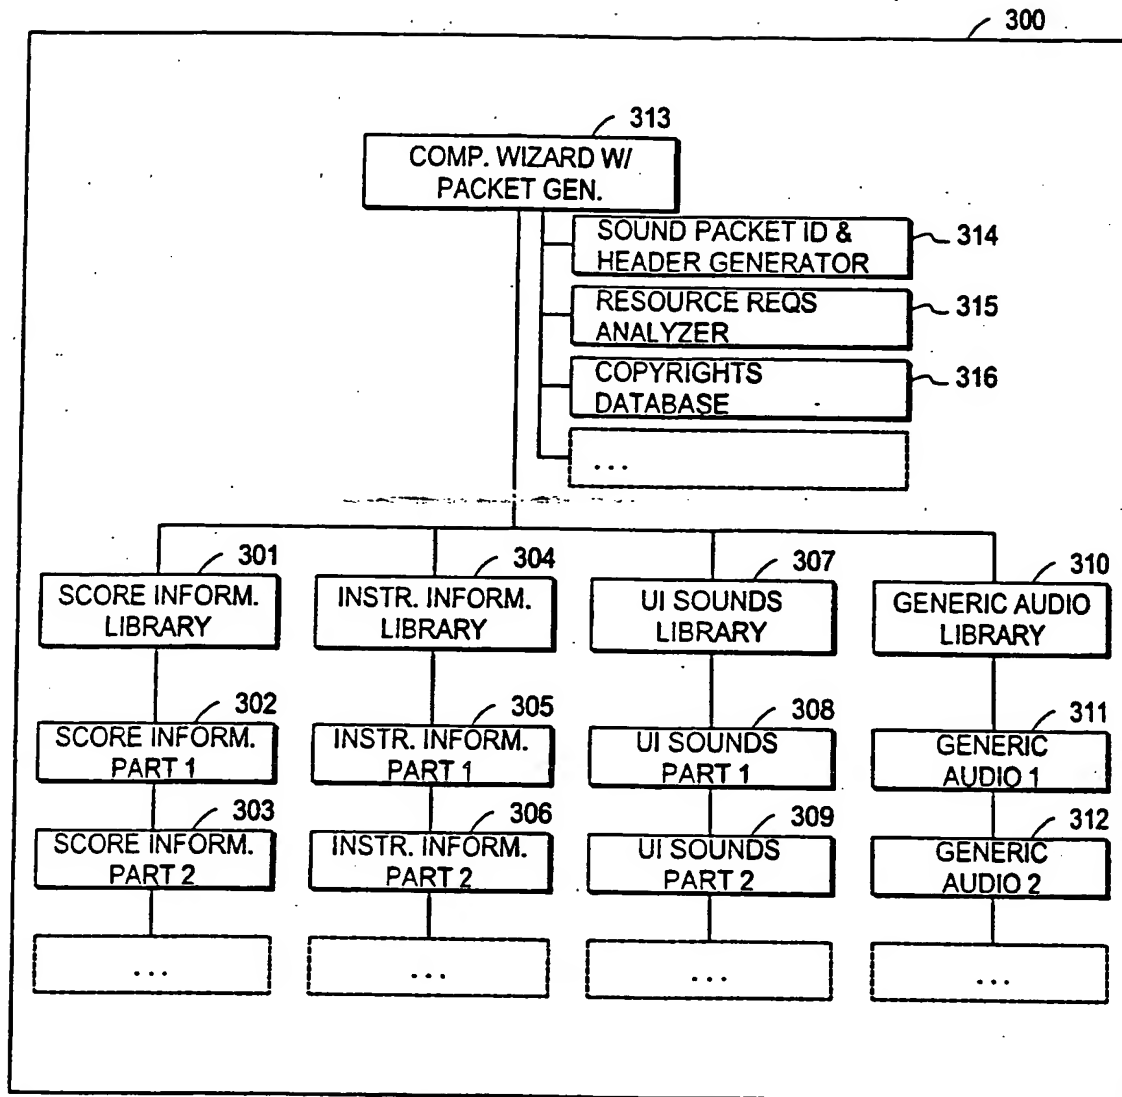 300
313
COMP. WIZARD W/
PACKET GEN.
SOUND PACKET ID &
HEADER GENERATOR
314
RESOURCE REQS
ANALYZER
315
COPYRIGHTS
DATABASE
316
...
301
SCORE INFORM.
LIBRARY
304
INSTR. INFORM.
LIBRARY
307
UI SOUNDS
LIBRARY
310
GENERIC AUDIO
LIBRARY
302
SCORE INFORM.
PART 1
305
INSTR. INFORM.
PART 1
308
UI SOUNDS
PART 1
311
GENERIC
AUDIO 1
303
SCORE INFORM.
PART 2
306
INSTR. INFORM.
PART 2
309
UI SOUNDS
PART 2
312
GENERIC
AUDIO 2
...
...
...
...